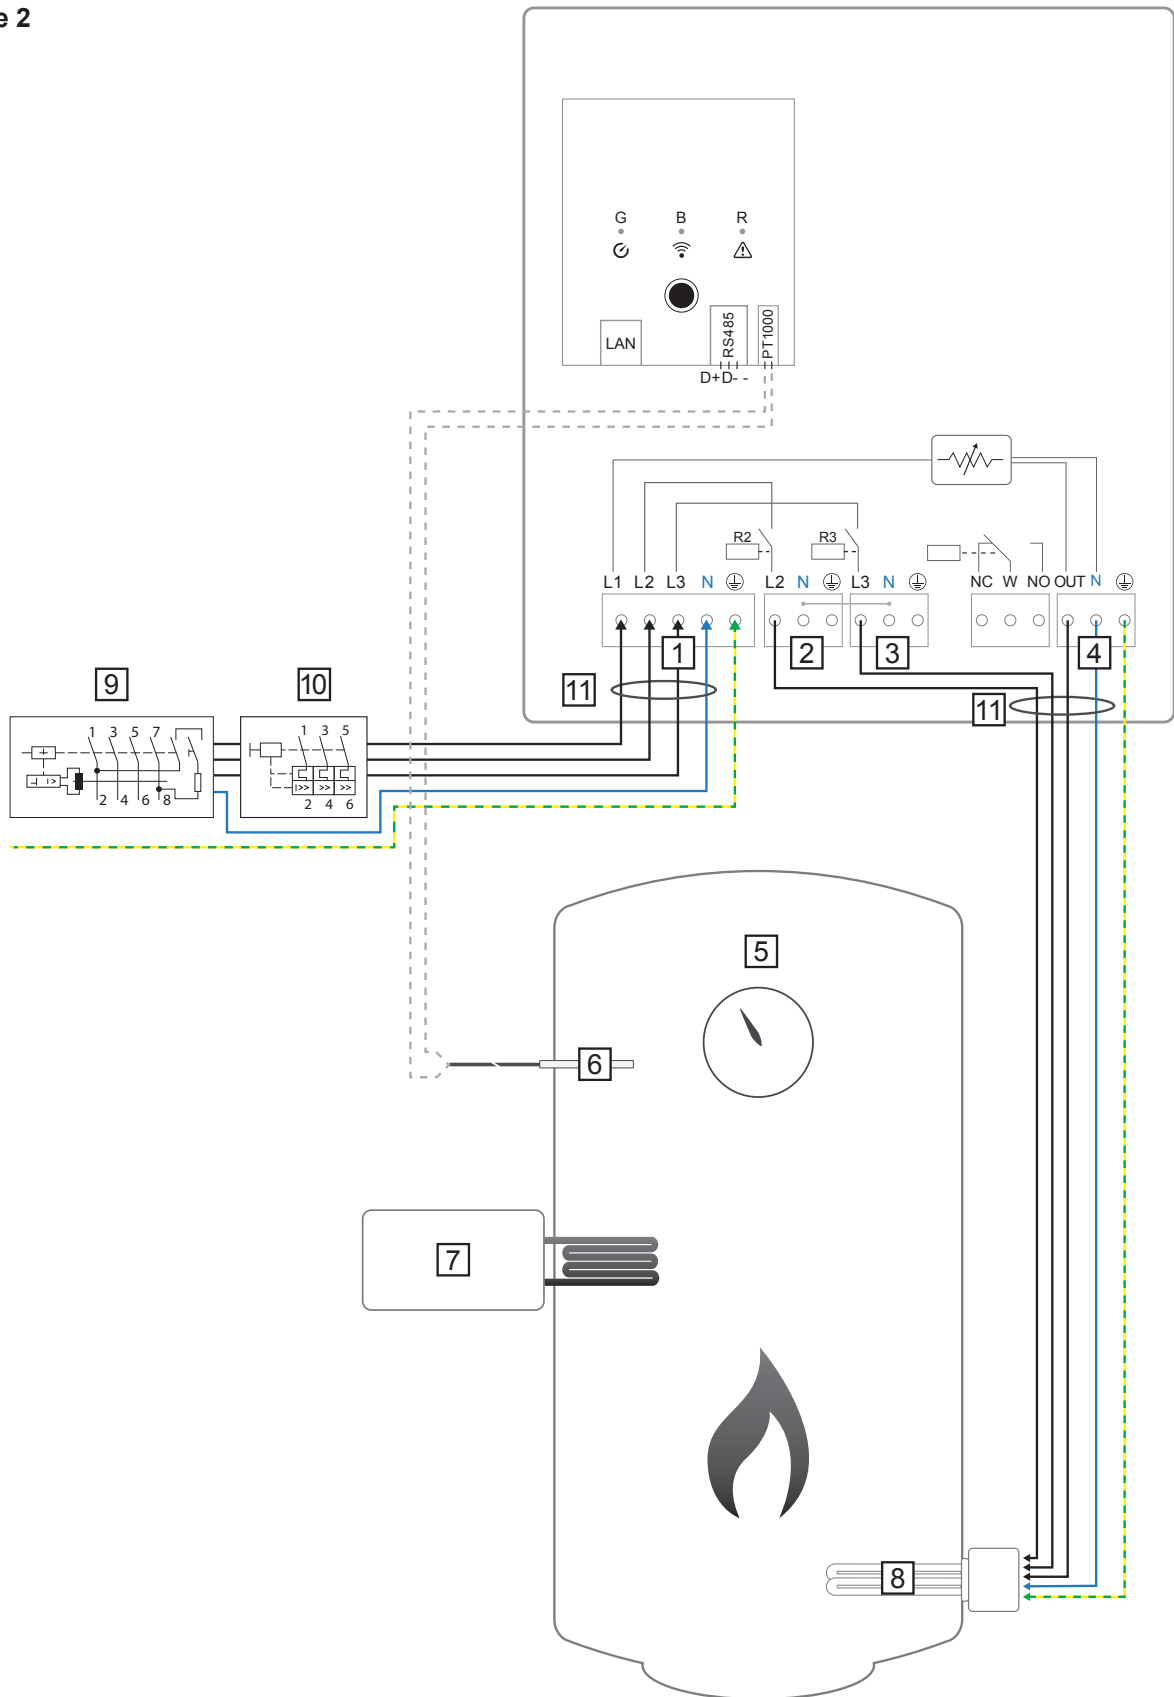 e 2
G B R
LAN
RS485
PT1000
D+D- -
R2 R3
L1 L2 L3 N L2 N L3 N NC W NO OUT N
1 2 3 4
11
11
9 10
1 3 5 7
2 4 6 8
I>
1 3 5
I>> >> >>
2 4 6
5
6
7
8